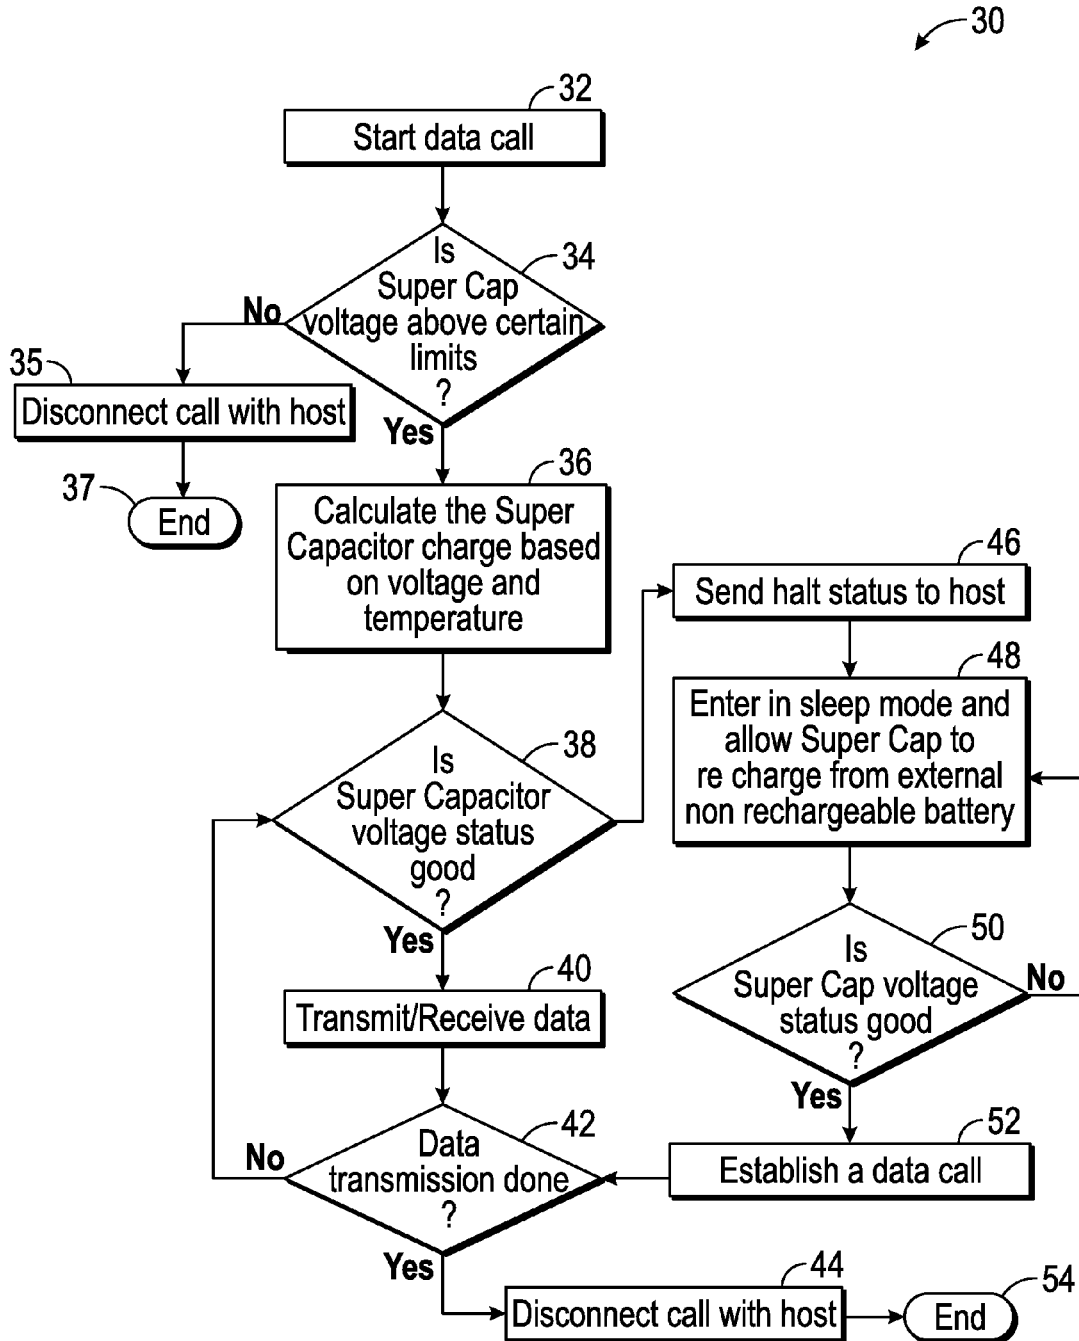 30
32
Start data call
34
Is
Super Cap
voltage above certain
limits
?
No
Yes
35
Disconnect call with host
37
End
36
Calculate the Super
Capacitor charge based
on voltage and
temperature
38
Is
Super Capacitor
voltage status
good
?
Yes
40
Transmit/Receive data
42
Data
transmission done
?
No
Yes
44
Disconnect call with host
54
End
46
Send halt status to host
48
Enter in sleep mode and
allow Super Cap to
re charge from external
non rechargeable battery
50
Is
Super Cap voltage
status good
?
No
Yes
52
Establish a data call